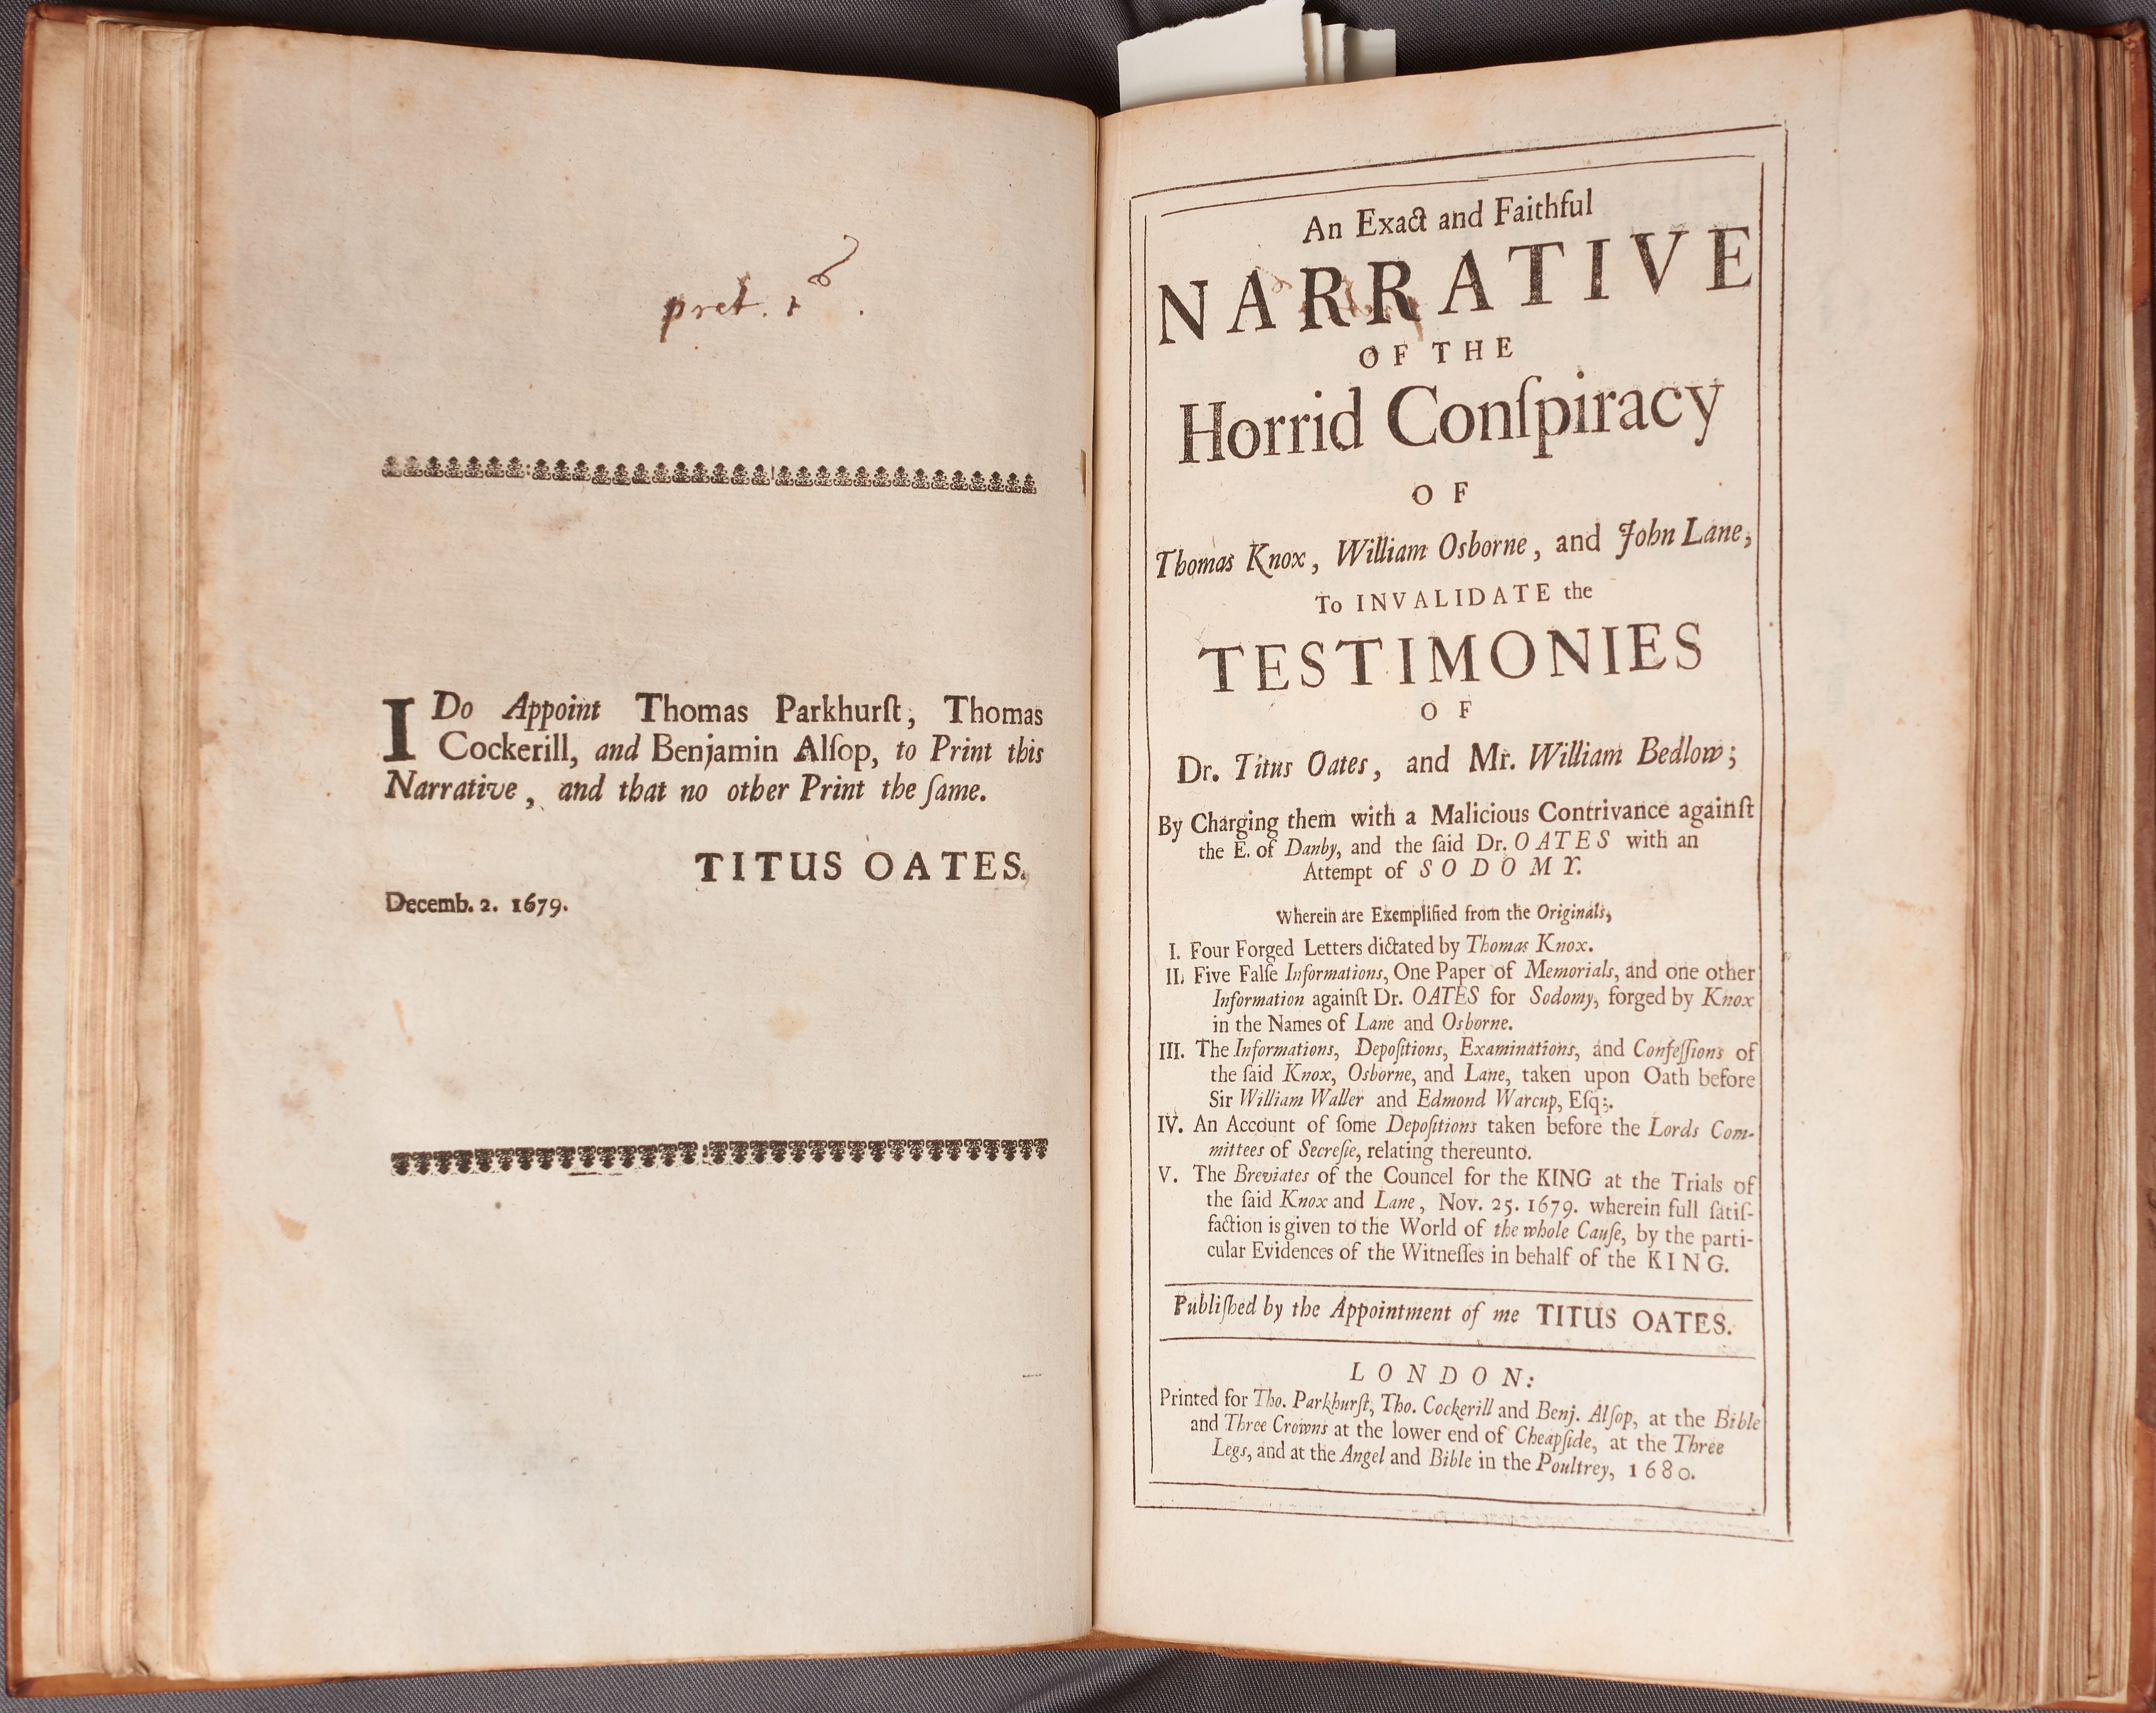 pret. 1s
I Do Appoint Thomas Parkhurſt, Thomas
Cockerill, and Benjamin Alſop, to Print this
Narrative, and that no other Print the ſame.
TITUS OATES.
Decemb. 2. 1679.
An Exact and Faithful
NARRATIVE
OF THE
Horrid Conſpiracy
OF
Thomas Knox, William Osborne, and John Lane,
To INVALIDATE the
TESTIMONIES
OF
Dr. Titus Oates, and Mr. William Bedlow;
By Charging them with a Malicious Contrivance againſt
the E. of Danby, and the ſaid Dr. OATES with an
Attempt of SODOMY.
Wherein are Exemplified from the Originals,
I. Four Forged Letters dictated by Thomas Knox.
II. Five Falſe Informations, One Paper of Memorials, and one other
Information againſt Dr. OATES for Sodomy, forged by Knox
in the Names of Lane and Osborne.
III. The Informations, Depoſitions, Examinations, and Confeſſions of
the ſaid Knox, Osborne, and Lane, taken upon Oath before
Sir William Waller and Edmond Warcup, Eſq;.
IV. An Account of ſome Depoſitions taken before the Lords Com-
mittees of Secreſie, relating thereunto.
V. The Breviates of the Councel for the KING at the Trials of
the ſaid Knox and Lane, Nov. 25. 1679. wherein full ſatiſ-
faction is given to the World of the whole Cauſe, by the parti-
cular Evidences of the Witneſſes in behalf of the KING.
Publiſhed by the Appointment of me TITUS OATES.
LONDON:
Printed for Tho. Parkhurſt, Tho. Cockerill and Benj. Alſop, at the Bible
and Three Crowns at the lower end of Cheapſide, at the Three
Legs, and at the Angel and Bible in the Poultrey, 1680.